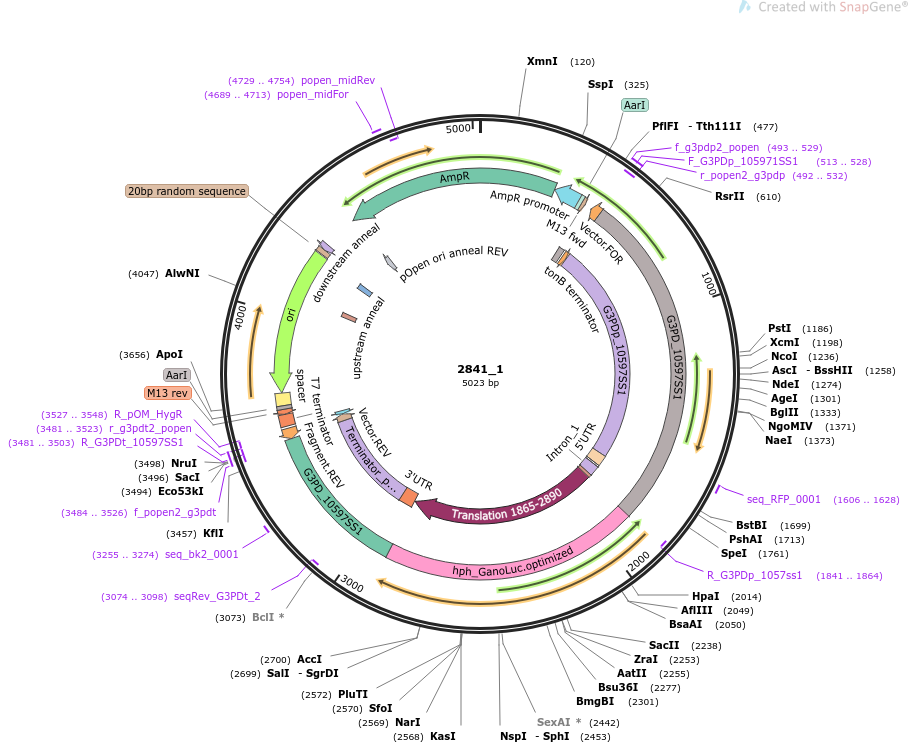 Created with SnapGene®
XmnI (120)
SspI (325)
AarI
PflFI - Tth111I (477)
f_g3pdp2_popen (493 .. 529)
F_G3PDp_105971SS1 (513 .. 528)
r_popen2_g3pdp (492 .. 532)
RsrII (610)
PstI (1186)
XcmI (1198)
NcoI (1236)
AscI - BssHII (1258)
NdeI (1274)
AgeI (1301)
BglII (1333)
NgoMIV (1371)
NaeI (1373)
seq_RFP_0001 (1606 .. 1628)
BstBI (1699)
PshAI (1713)
SpeI (1761)
R_G3PDp_1057ss1 (1841 .. 1864)
HpaI (2014)
AflIII (2049)
BsaAI (2050)
SacII (2238)
ZraI (2253)
AatII (2255)
Bsu36I (2277)
BmgBI (2301)
SexAI * (2442)
NspI - SphI (2453)
(2568) KasI
(2569) NarI
(2570) SfoI
(2572) PluTI
(2699) SalI - SgrDI
(2700) AccI
(3073) BclI *
(3074 .. 3098) seqRev_G3PDt_2
(3255 .. 3274) seq_bk2_0001
(3457) KflI
(3484 .. 3526) f_popen2_g3pdt
(3494) Eco53kI
(3496) SacI
(3498) NruI
(3481 .. 3503) R_G3PDt_10597SS1
(3481 .. 3523) r_g3pdt2_popen
(3527 .. 3548) R_pOM_HygR
M13 rev
AarI
(3656) ApoI
(4047) AlwNI
20bp random sequence
(4689 .. 4713) popen_midFor
(4729 .. 4754) popen_midRev
5000
1000
2000
3000
4000
AmpR
AmpR promoter
M13 fwd
Vector.FOR
G3PD_10597SS1
hph_GanoLuc.optimized
G3PD_10597SS1
Fragment.REV
T7 terminator
spacer
ori
downstream anneal
pOpen ori anneal REV
upstream anneal
tonB terminator
G3PDp_10597SS1
5'UTR
Intron_1
Translation 1865-2890
3'UTR
Terminator_p...
Vector.REV
2841_1
5023 bp